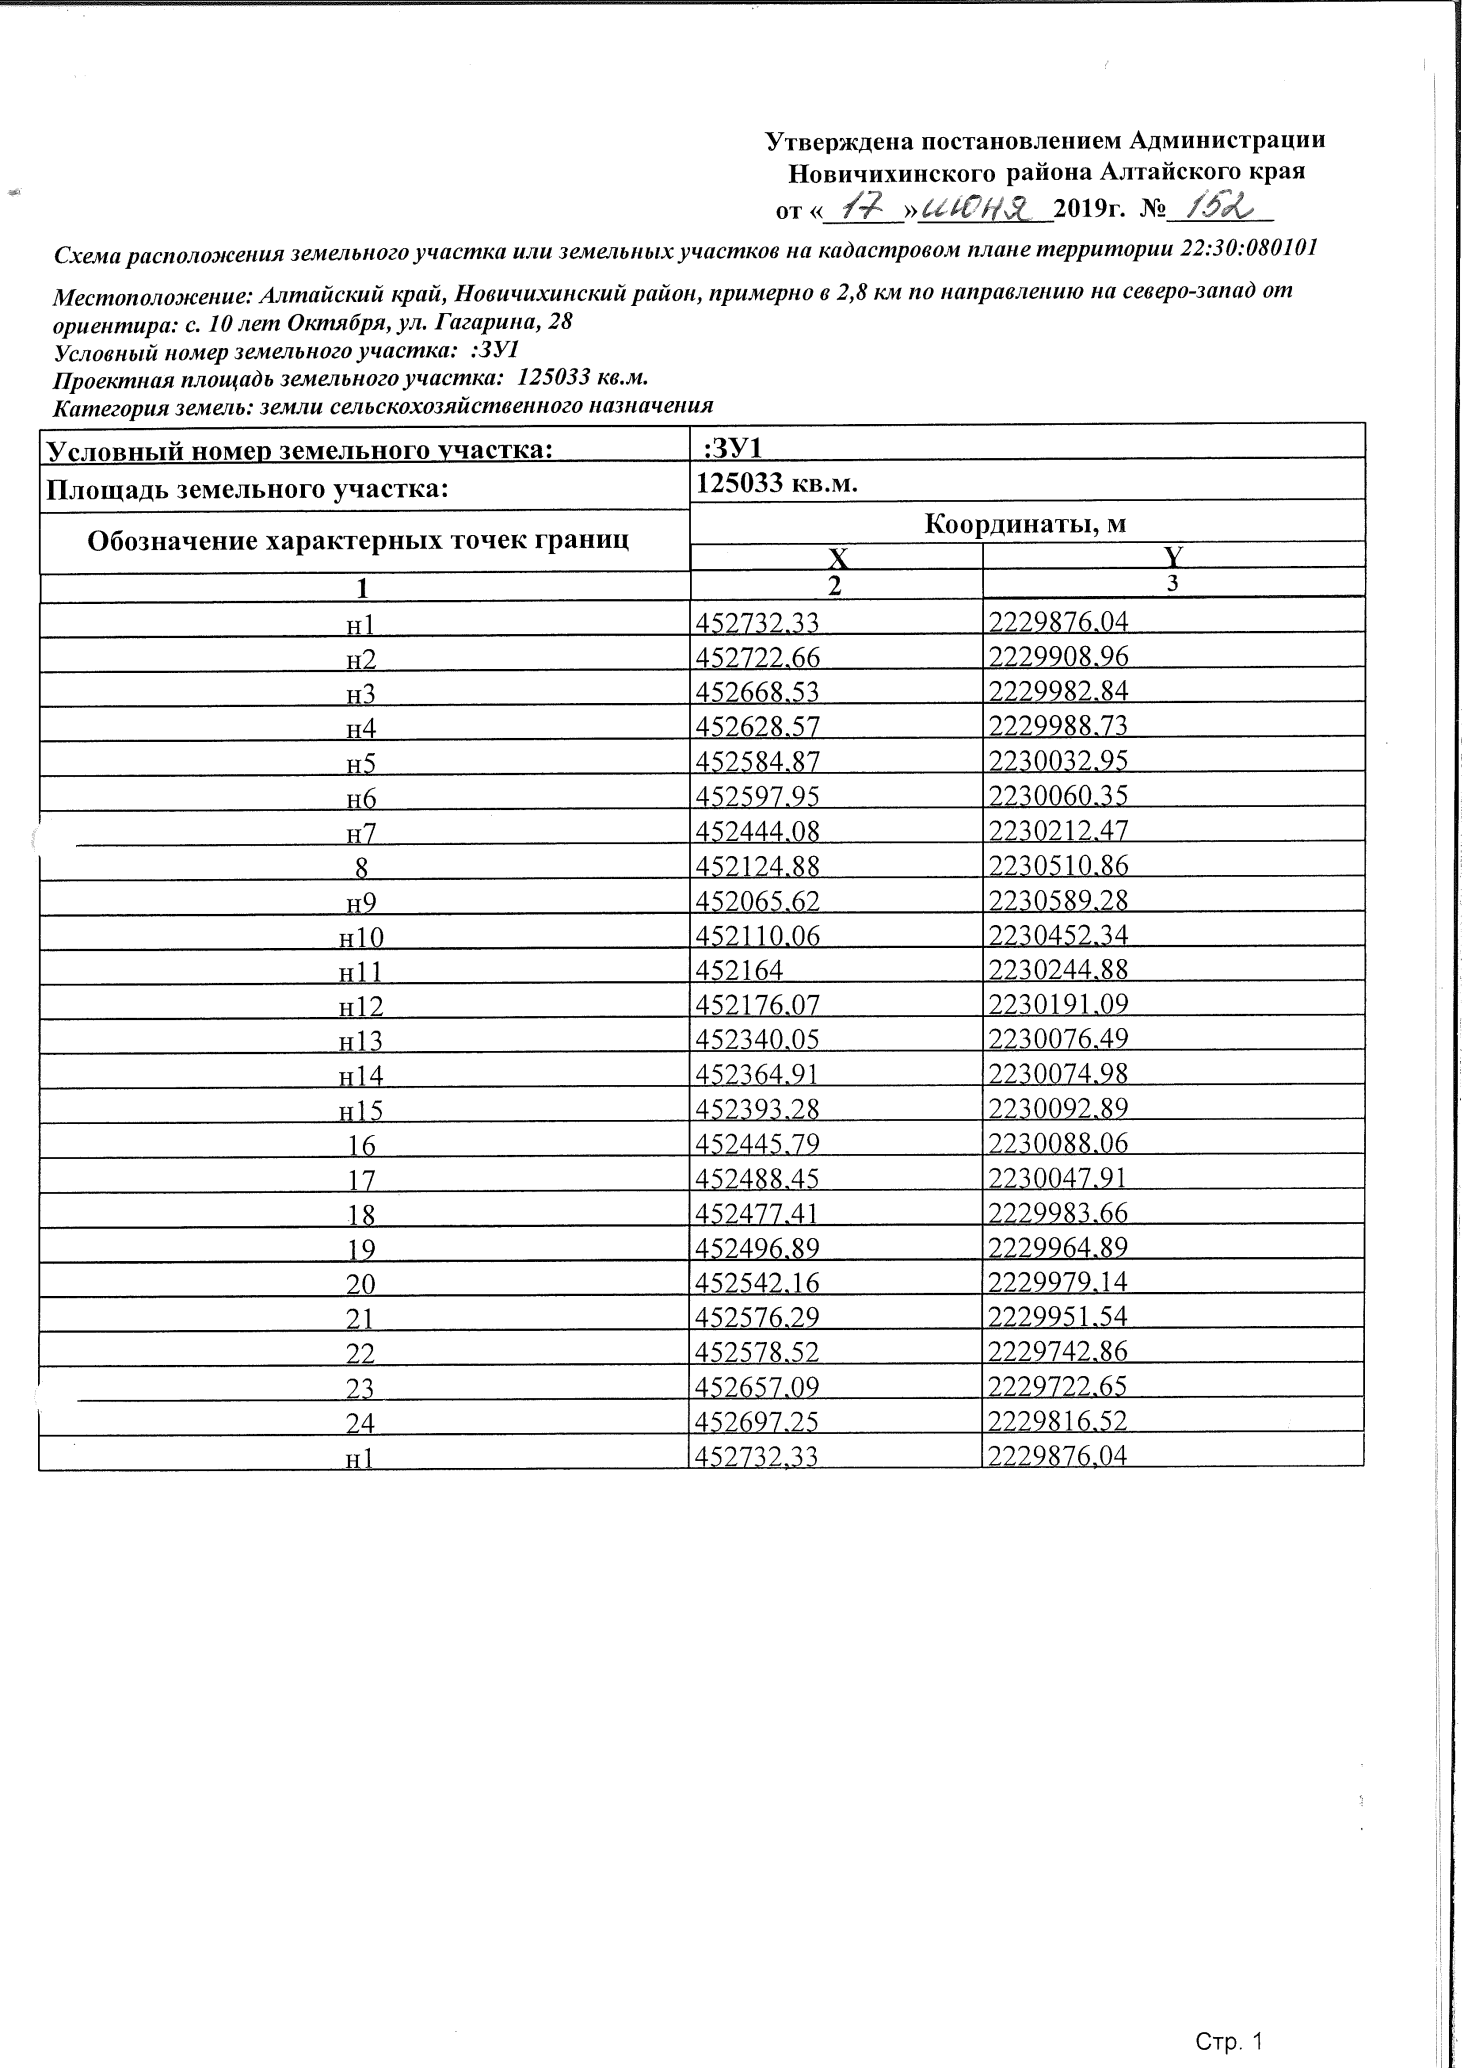 Утверждена постановлением Администрации
Новичихинского района Алтайского края
от « 17 » июня 2019г. № 152
Схема расположения земельного участка или земельных участков на кадастровом плане территории 22:30:080101
Местоположение: Алтайский край, Новичихинский район, примерно в 2,8 км по направлению на северо-запад от
ориентира: с. 10 лет Октября, ул. Гагарина, 28
Условный номер земельного участка: :ЗУ1
Проектная площадь земельного участка: 125033 кв.м.
Категория земель: земли сельскохозяйственного назначения
Условный номер земельного участка: :ЗУ1
Площадь земельного участка: 125033 кв.м.
Обозначение характерных точек границ Координаты, м
X Y
1 2 3
н1 452732,33 2229876,04
н2 452722,66 2229908,96
н3 452668,53 2229982,84
н4 452628,57 2229988,73
н5 452584,87 2230032,95
н6 452597,95 2230060,35
н7 452444,08 2230212,47
8 452124,88 2230510,86
н9 452065,62 2230589,28
н10 452110,06 2230452,34
н11 452164 2230244,88
н12 452176,07 2230191,09
н13 452340,05 2230076,49
н14 452364,91 2230074,98
н15 452393,28 2230092,89
16 452445,79 2230088,06
17 452488,45 2230047,91
18 452477,41 2229983,66
19 452496,89 2229964,89
20 452542,16 2229979,14
21 452576,29 2229951,54
22 452578,52 2229742,86
23 452657,09 2229722,65
24 452697,25 2229816,52
н1 452732,33 2229876,04
Стр. 1